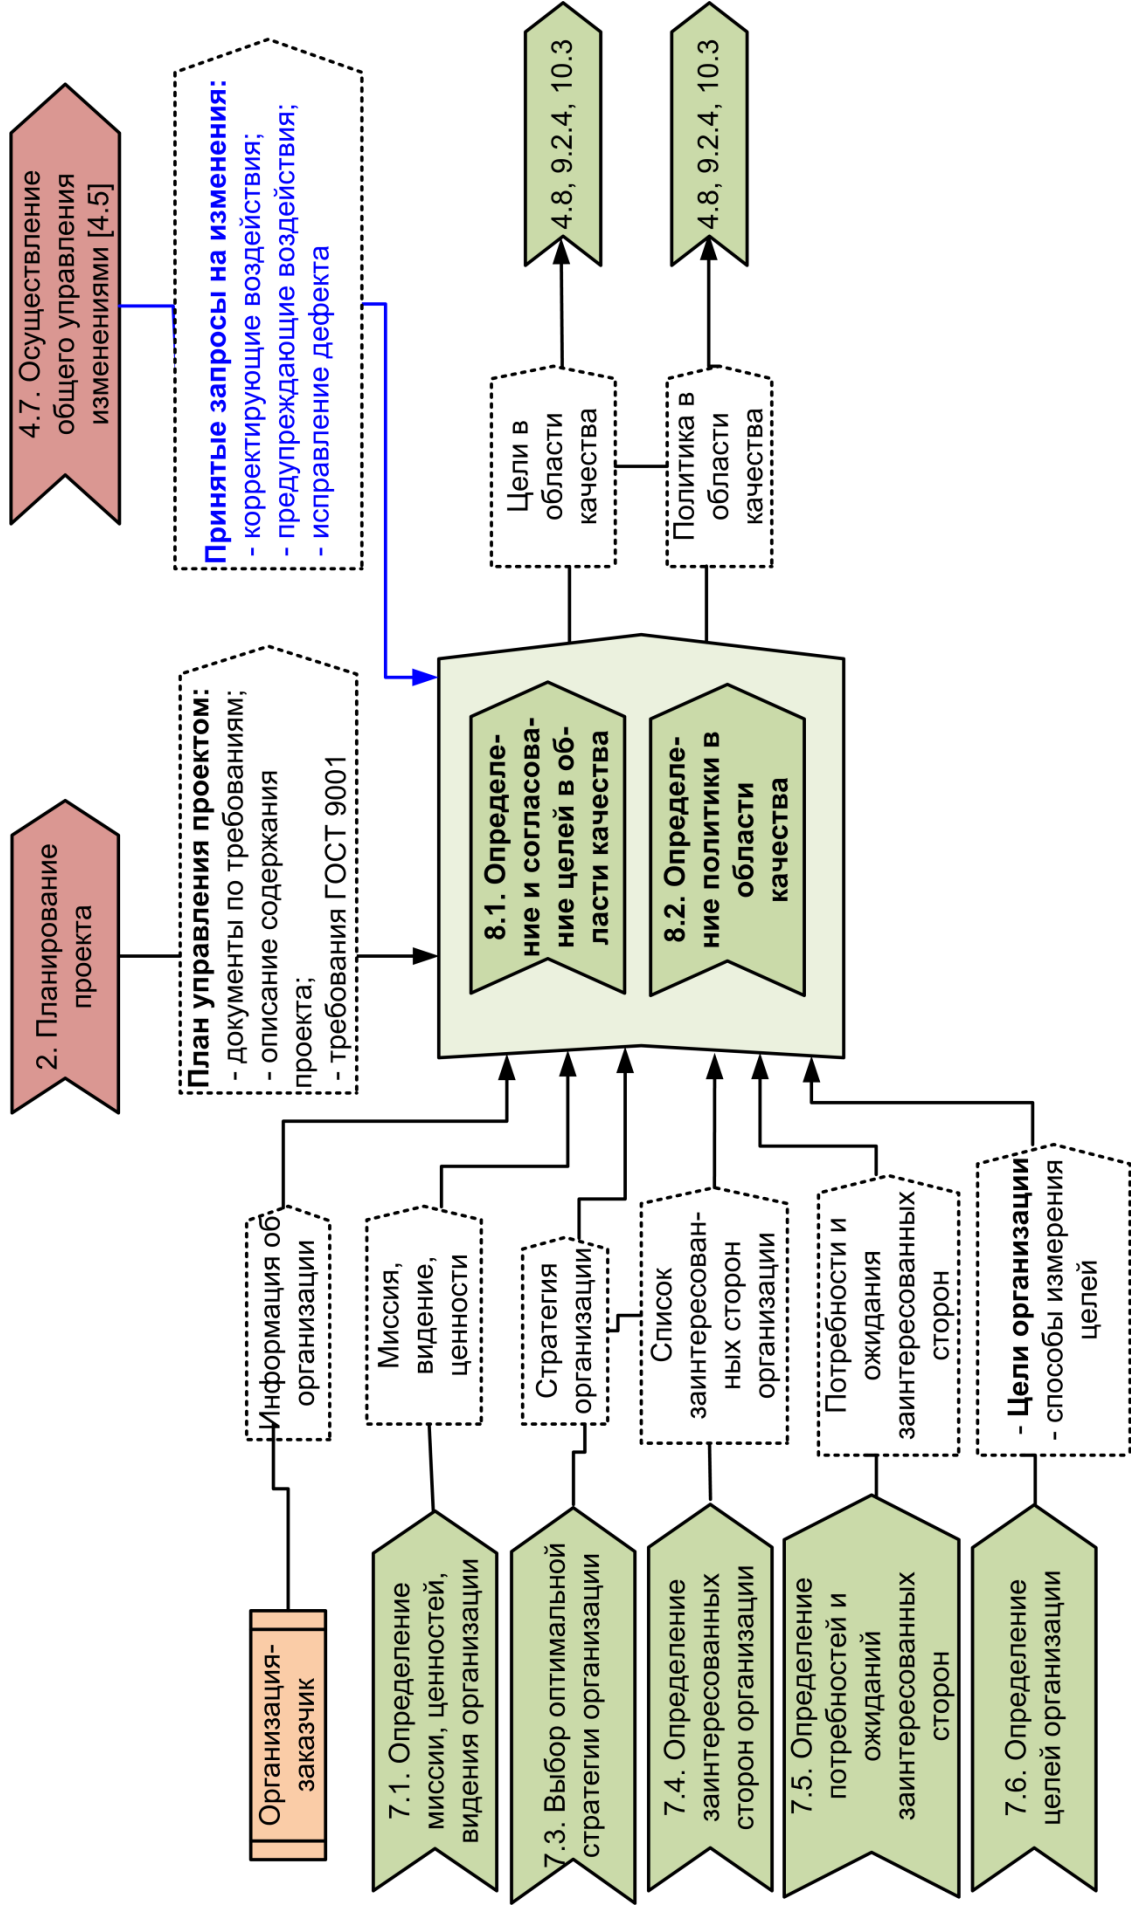 2. Планирование
проекта
4.7. Осуществление
общего управления
изменениями [4.5]
План управления проектом:
- документы по требованиям;
- описание содержания
проекта;
- требования ГОСТ 9001
Принятые запросы на изменения:
- корректирующие воздействия;
- предупреждающие воздействия;
- исправление дефекта
Организация-
заказчик
Информация об
организации
7.1. Определение
миссии, ценностей,
видения организации
Миссия,
видение,
ценности
7.3. Выбор оптимальной
стратегии организации
Стратегия
организации
7.4. Определение
заинтересованных
сторон организации
Список
заинтересован-
ных сторон
организации
7.5. Определение
потребностей и
ожиданий
заинтересованных
сторон
Потребности и
ожидания
заинтересованных
сторон
7.6. Определение
целей организации
- Цели организации
- способы измерения
целей
8.1. Определе-
ние и согласова-
ние целей в об-
ласти качества
8.2. Определе-
ние политики в
области
качества
Цели в
области
качества
4.8, 9.2.4, 10.3
Политика в
области
качества
4.8, 9.2.4, 10.3